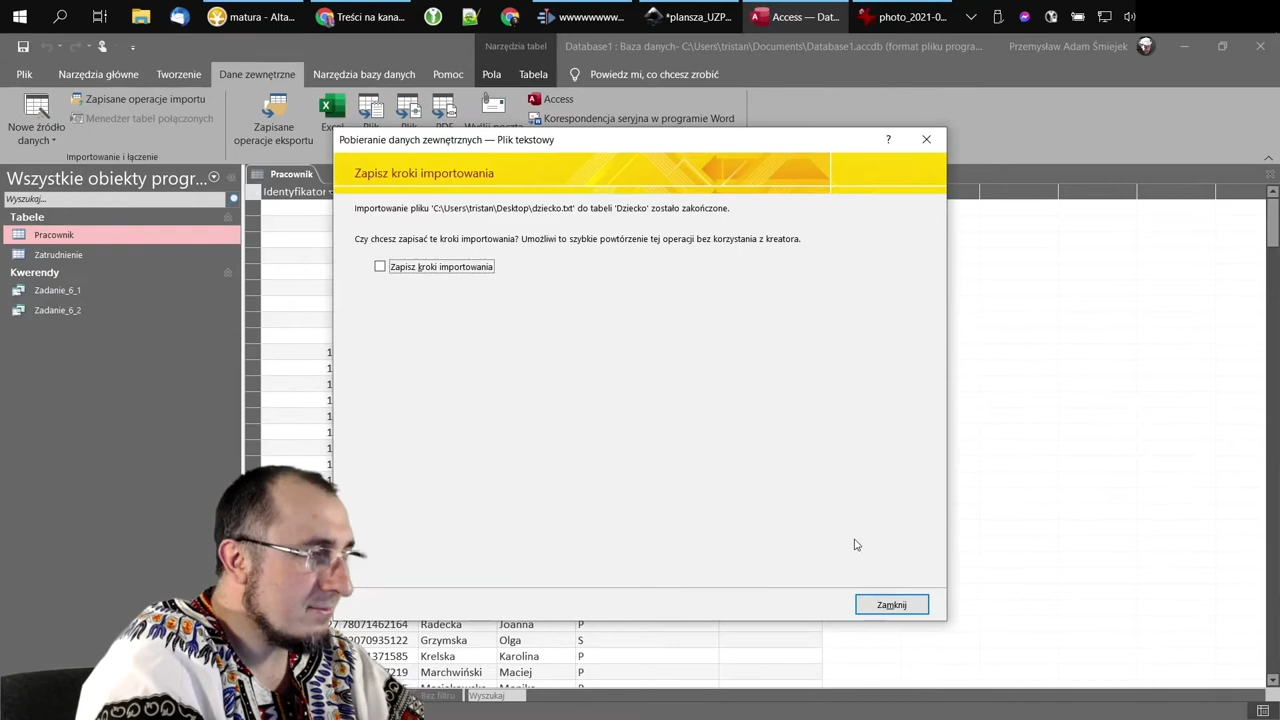 matura - Alta...
Treści na kana...
wwwwwwwww...
*plansza_UZP...
Access — Dat...
photo_2021-0...
Narzędzia tabel
Database1 : Baza danych- C:\Users\tristan\Documents\Database1.accdb (format pliku progra...
Przemysław Adam Śmiejek
Plik
Narzędzia główne
Tworzenie
Dane zewnętrzne
Narzędzia bazy danych
Pomoc
Pola
Tabela
Powiedz mi, co chcesz zrobić
Nowe źródło danych
Zapisane operacje importu
Menedżer tabel połączonych
Importowanie i łączenie
Zapisane operacje eksportu
Access
Korespondencja seryjna w programie Word
Pobieranie danych zewnętrznych — Plik tekstowy
Zapisz kroki importowania
Importowanie pliku 'C:\Users\tristan\Desktop\dziecko.txt' do tabeli 'Dziecko' zostało zakończone.
Czy chcesz zapisać te kroki importowania? Umożliwi to szybkie powtórzenie tej operacji bez korzystania z kreatora.
Zapisz kroki importowania
Zamknij
Wszystkie obiekty progr...
Wyszukaj...
Tabele
Pracownik
Zatrudnienie
Kwerendy
Zadanie_6_1
Zadanie_6_2
Pracownik
Identyfikator
78071462164 Radecka Joanna P
2070935122 Grzymska Olga S
1371585 Krelska Karolina P
7219 Marchwiński Maciej P
Bez filtru
Wyszukaj